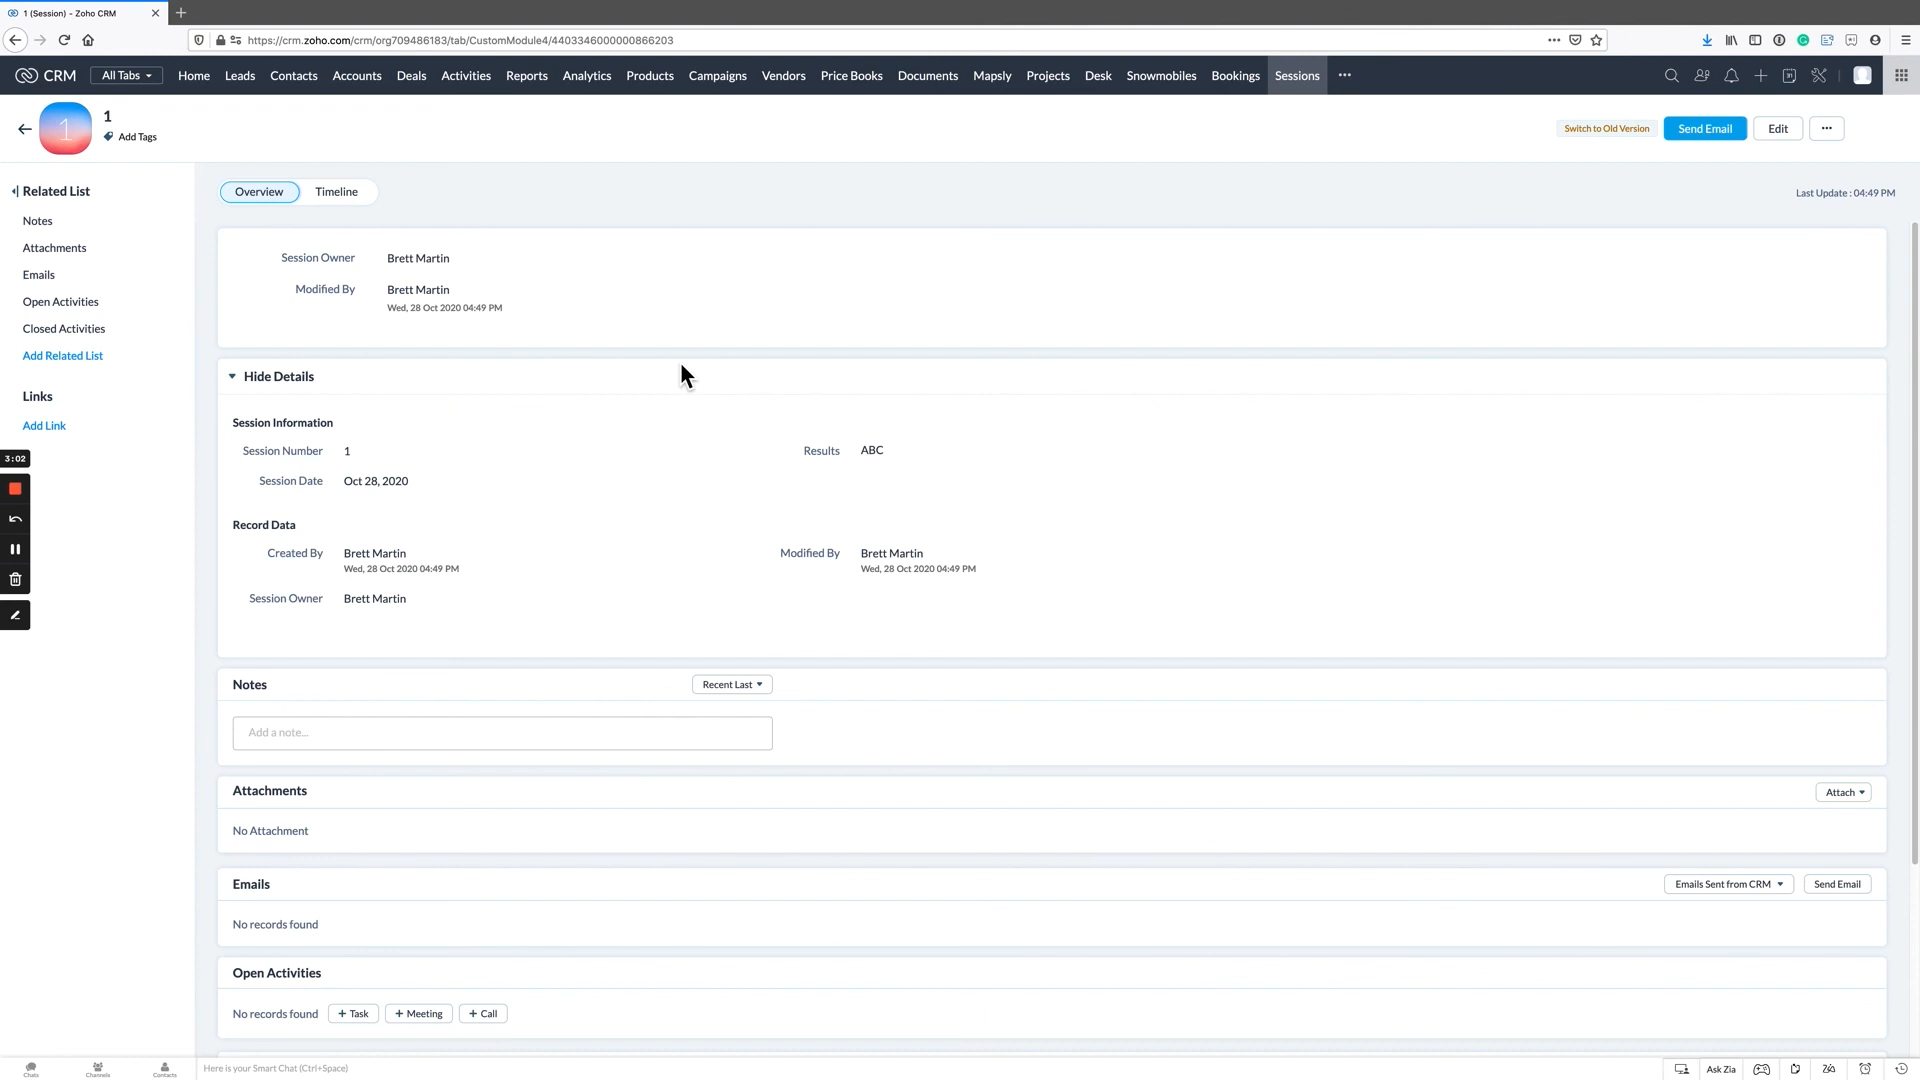 1 (Session) - Zoho CRM
https://crm.zoho.com/crm/org709486183/tab/CustomModule4/4403346000000866203
CRM All Tabs Home Leads Contacts Accounts Deals Activities Reports Analytics Products Campaigns Vendors Price Books Documents Mapsly Projects Desk Snowmobiles Bookings Sessions
1
1
Add Tags
Switch to Old Version Send Email Edit
Related List
Notes
Attachments
Emails
Open Activities
Closed Activities
Add Related List
Links
Add Link
3:02
Overview Timeline
Last Update : 04:49 PM
Session Owner Brett Martin
Modified By Brett Martin
Wed, 28 Oct 2020 04:49 PM
Hide Details
Session Information
Session Number 1 Results ABC
Session Date Oct 28, 2020
Record Data
Created By Brett Martin Modified By Brett Martin
Wed, 28 Oct 2020 04:49 PM Wed, 28 Oct 2020 04:49 PM
Session Owner Brett Martin
Notes Recent Last
Add a note...
Attachments Attach
No Attachment
Emails Emails Sent from CRM Send Email
No records found
Open Activities
No records found + Task + Meeting + Call
Chats Channels Contacts Here is your Smart Chat (Ctrl+Space) Ask Zia